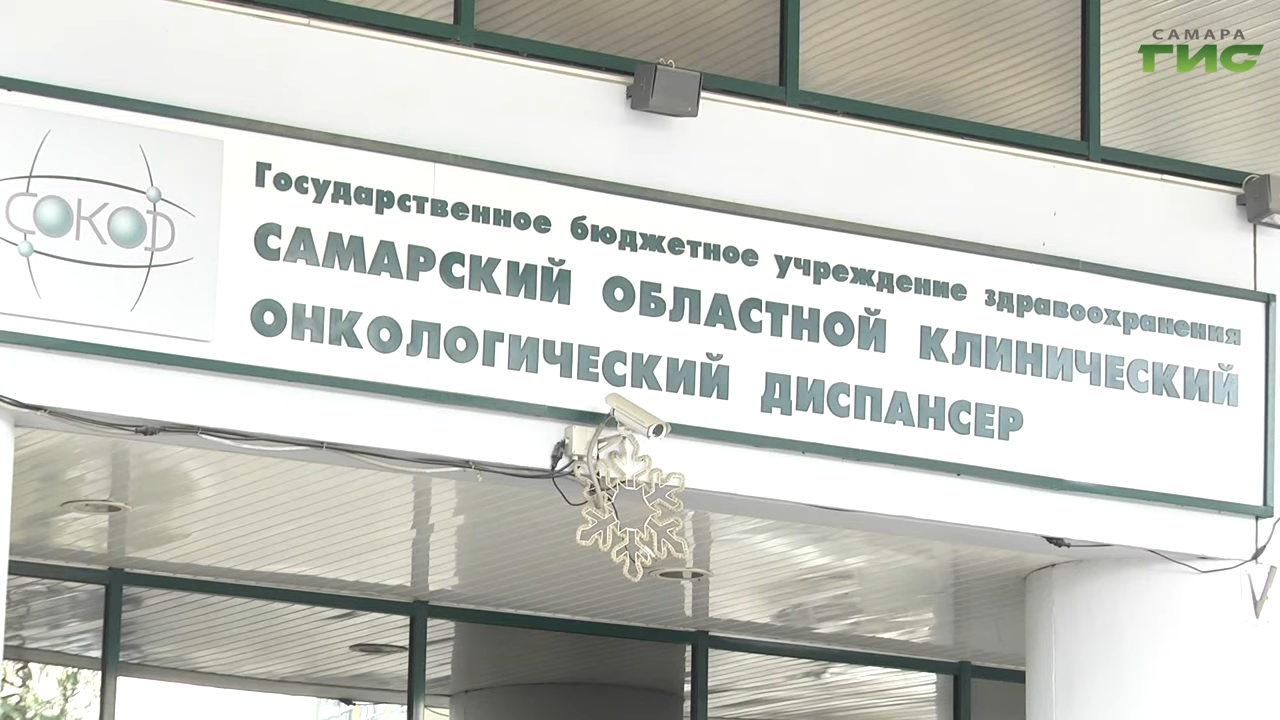 САМАРА
ГИС
СОКОД
Государственное бюджетное учреждение здравоохранения
САМАРСКИЙ ОБЛАСТНОЙ КЛИНИЧЕСКИЙ
ОНКОЛОГИЧЕСКИЙ ДИСПАНСЕР